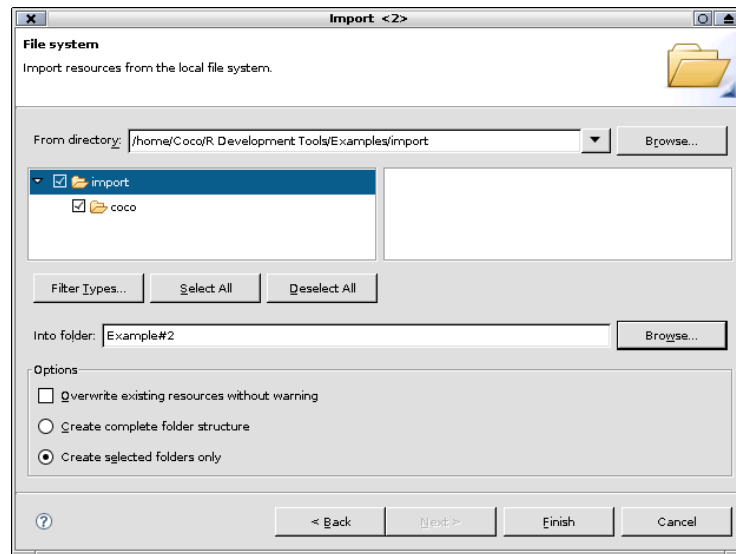 Import <2>
File system
Import resources from the local file system.
From directory: /home/Coco/R Development Tools/Examples/import Browse...
import
coco
Filter Types... Select All Deselect All
Into folder: Example#2 Browse...
Options
Overwrite existing resources without warning
Create complete folder structure
Create selected folders only
? < Back Next > Finish Cancel